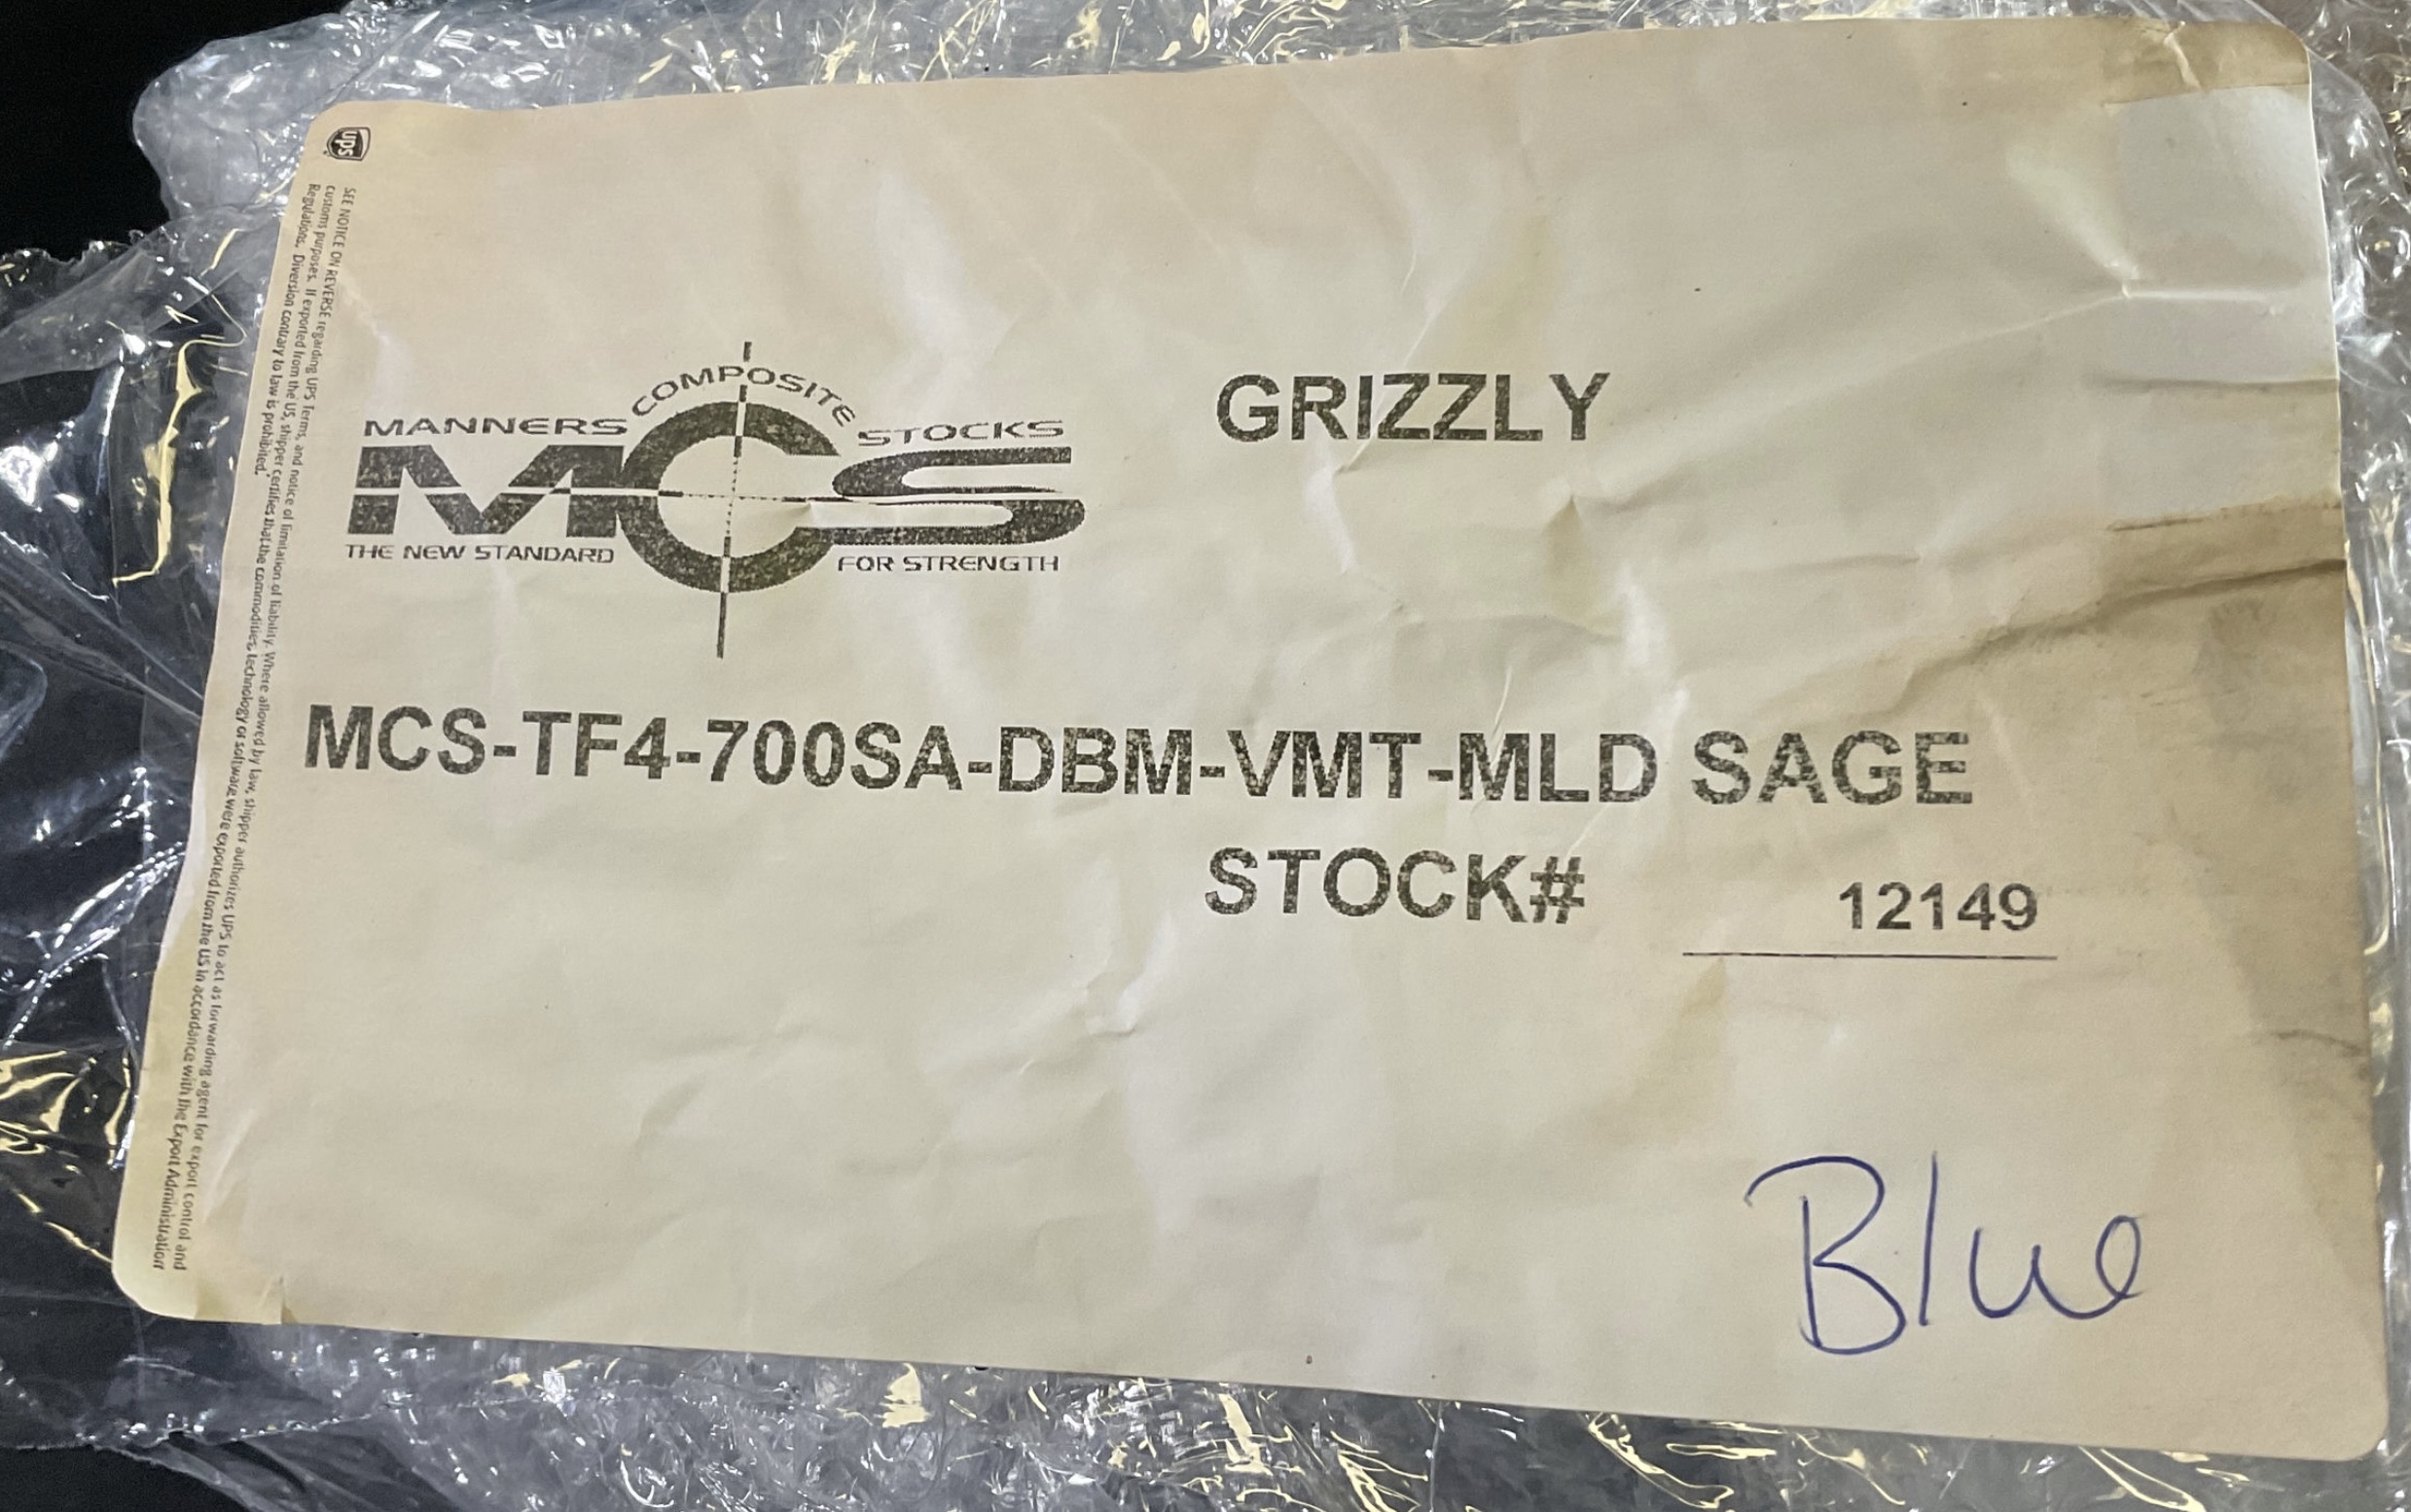 ups
SEE NOTICE ON REVERSE regarding UPS Terms, and notice of limitation of liability. Where allowed by law, shipper authorizes UPS to act as forwarding agent for export control and
customs purposes. If exported from the US, shipper certifies that the commodities, technology or software were exported from the US in accordance with the Export Administration
Regulations. Diversion contrary to law is prohibited.
MANNERS COMPOSITE STOCKS
MCS
THE NEW STANDARD FOR STRENGTH
GRIZZLY
MCS-TF4-700SA-DBM-VMT-MLD SAGE
STOCK# 12149
Blue